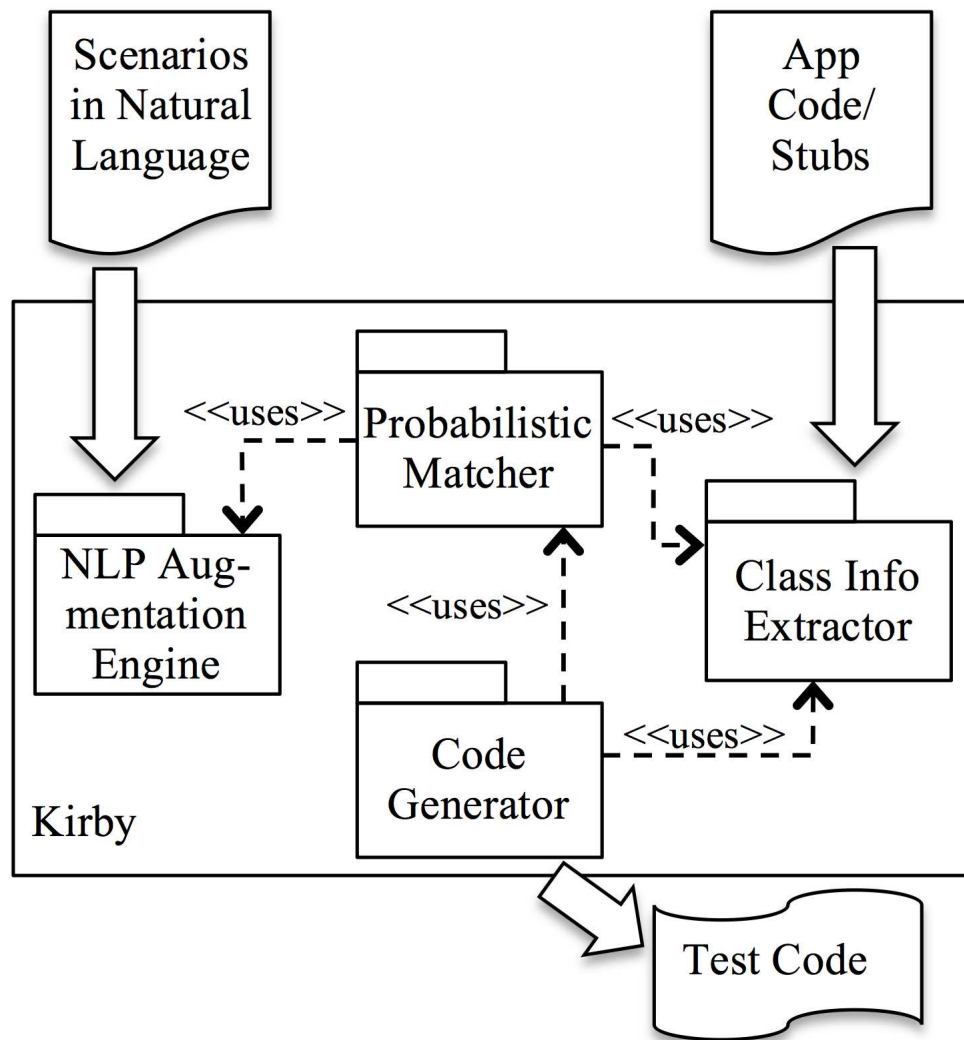 Scenarios
in Natural
Language
App
Code/
Stubs
<<uses>>
Probabilistic
Matcher
<<uses>>
NLP Aug-
mentation
Engine
<<uses>>
Class Info
Extractor
Code
Generator
<<uses>>
Kirby
Test Code